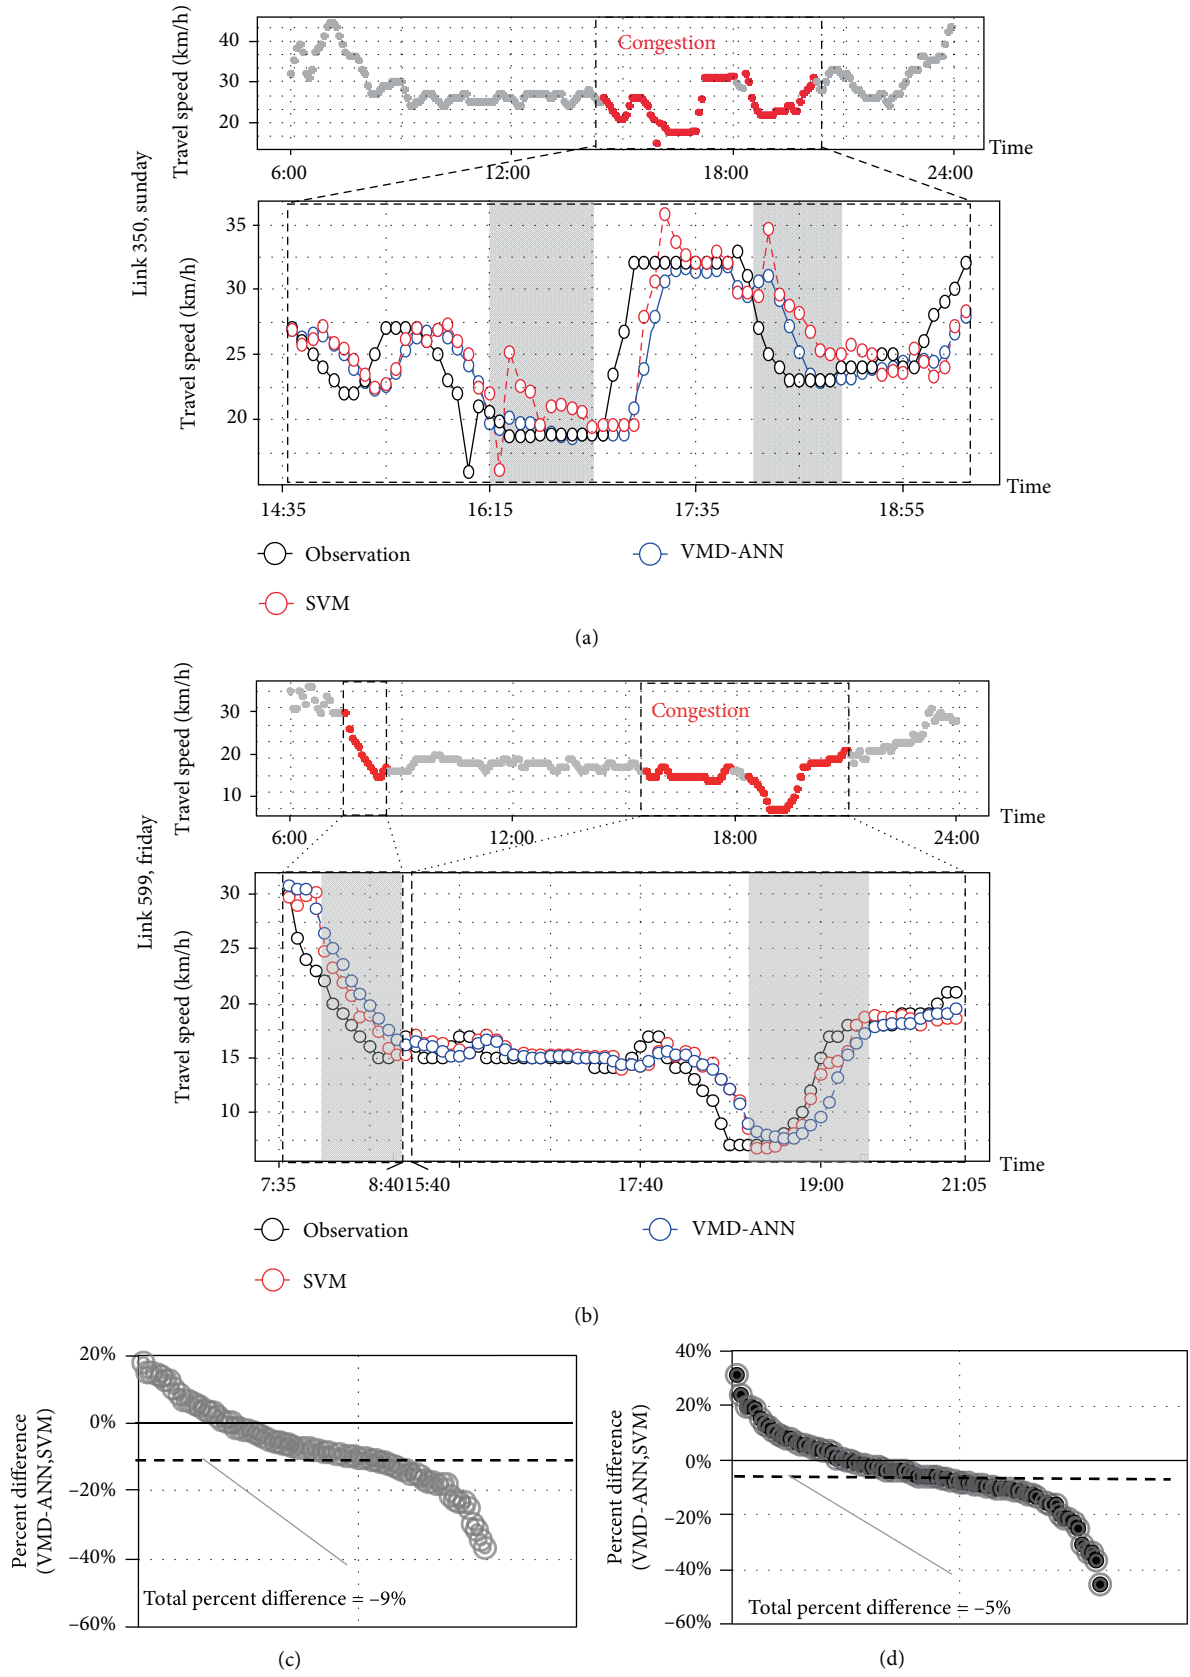 Link 350, sunday
Travel speed (km/h)
40
30
20
Congestion
6:00
12:00
18:00
24:00
Time
Travel speed (km/h)
35
30
25
20
14:35
16:15
17:35
18:55
Time
Observation
VMD-ANN
SVM
(a)
Link 599, friday
Travel speed (km/h)
30
20
10
Congestion
6:00
12:00
18:00
24:00
Time
Travel speed (km/h)
30
25
20
15
10
7:35
8:40
15:40
17:40
19:00
21:05
Time
Observation
VMD-ANN
SVM
(b)
Percent difference
(VMD-ANN,SVM)
20%
0%
–20%
–40%
–60%
Total percent difference = –9%
(c)
Percent difference
(VMD-ANN,SVM)
40%
20%
0%
–20%
–40%
–60%
Total percent difference = –5%
(d)